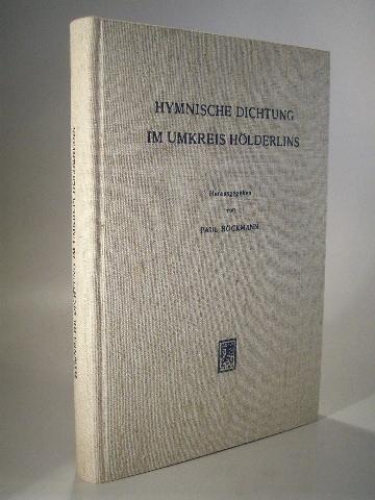 HYMNISCHE DICHTUNG
IM UMKREIS HÖLDERLINS
Herausgegeben
von
PAUL BÖCKMANN